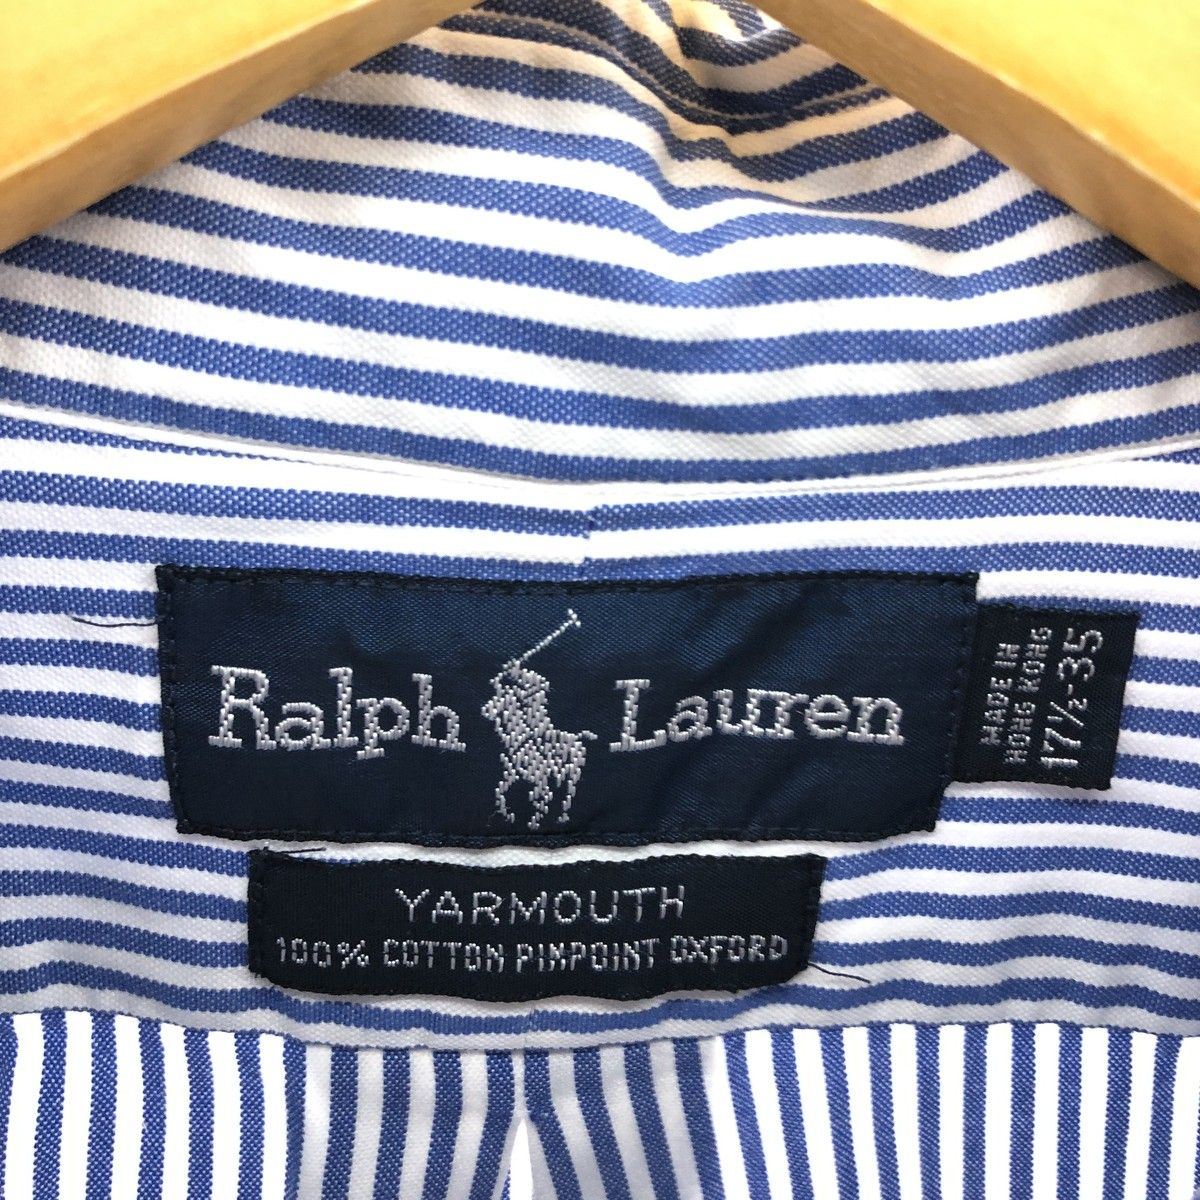 Ralph Lauren
MADE IN
HONG KONG
17½-35
YARMOUTH
100% COTTON PINPOINT OXFORD